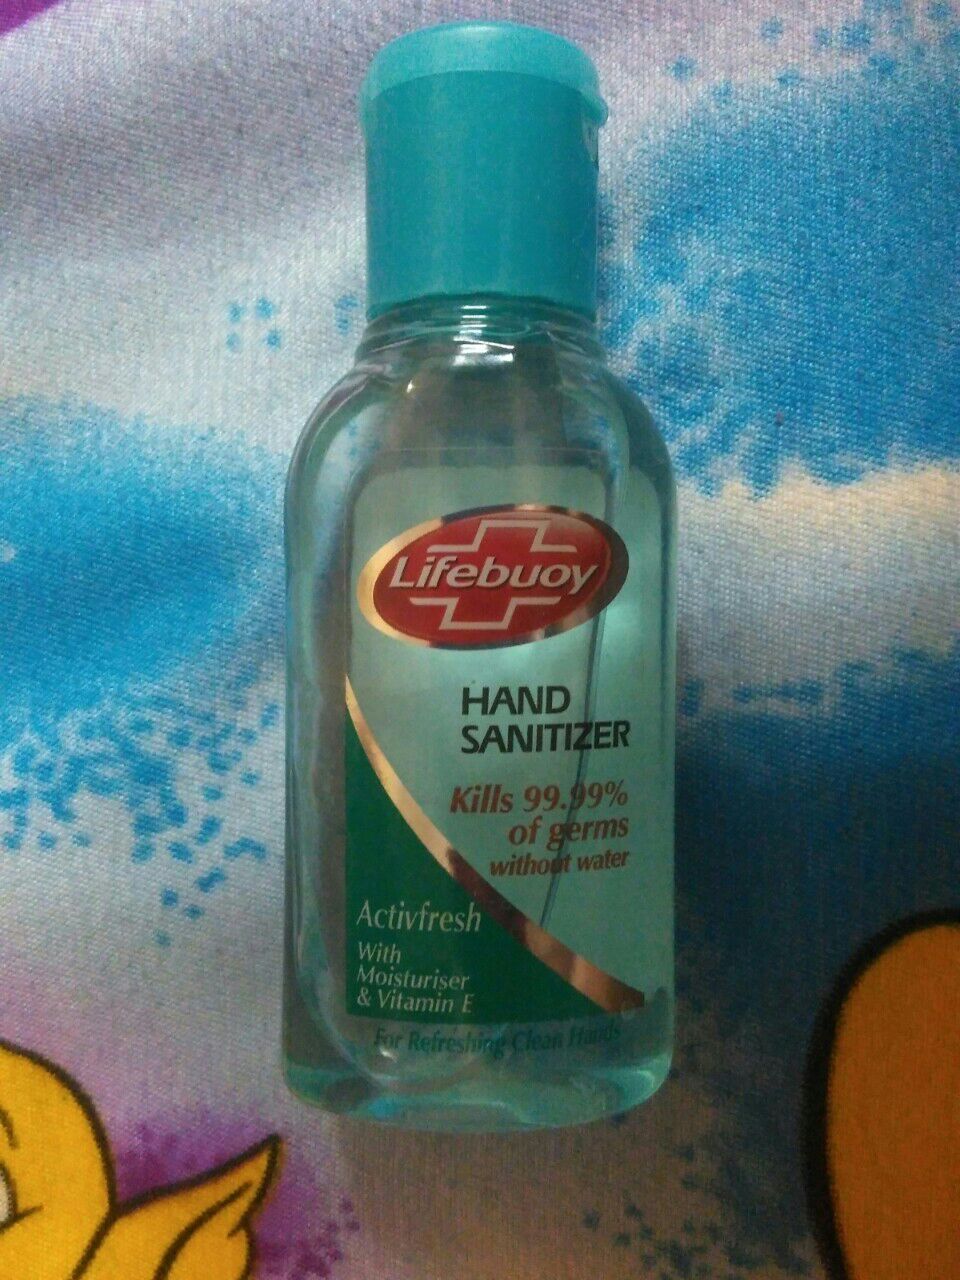 Lifebuoy
HAND
SANITIZER
Kills 99.99%
of germs
without water
Activfresh
With
Moisturiser
& Vitamin E
For Refreshing Clean Hands